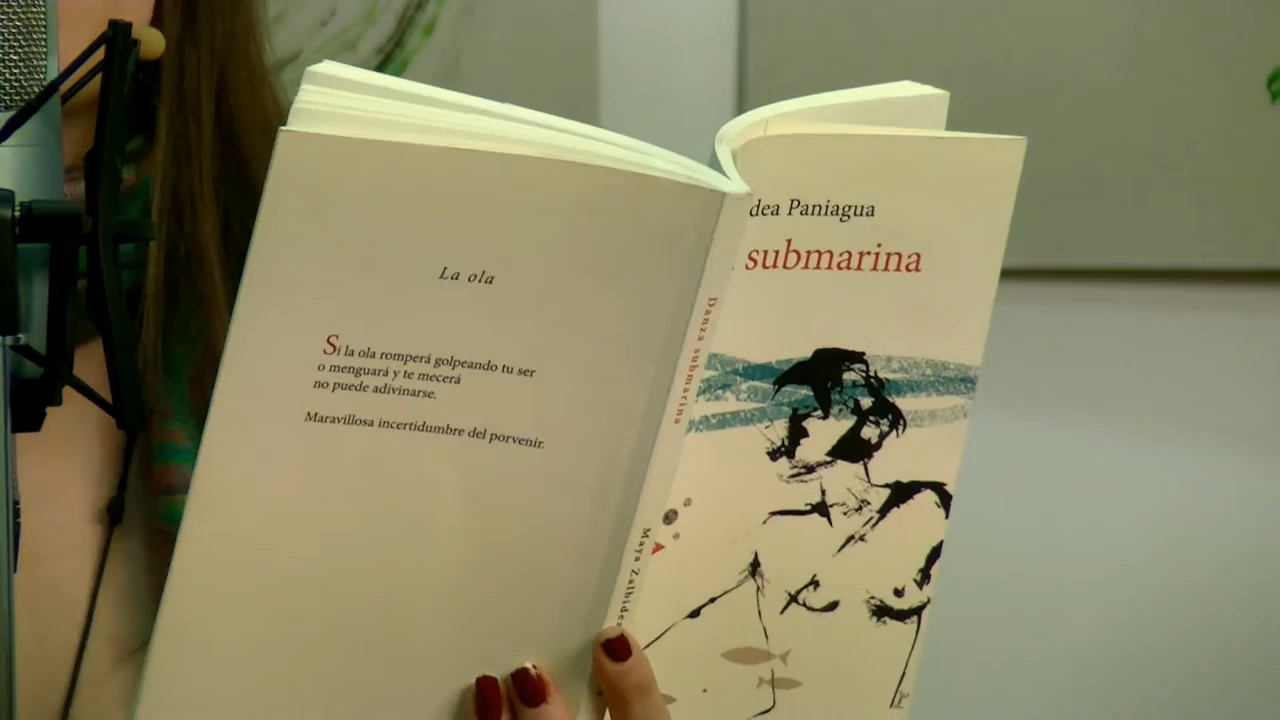 La ola
Si la ola romperá golpeando tu ser
o menguará y te mecerá
no puede adivinarse.
Maravillosa incertidumbre del porvenir.
Danza submarina
Maya Zalbide
dea Paniagua
submarina